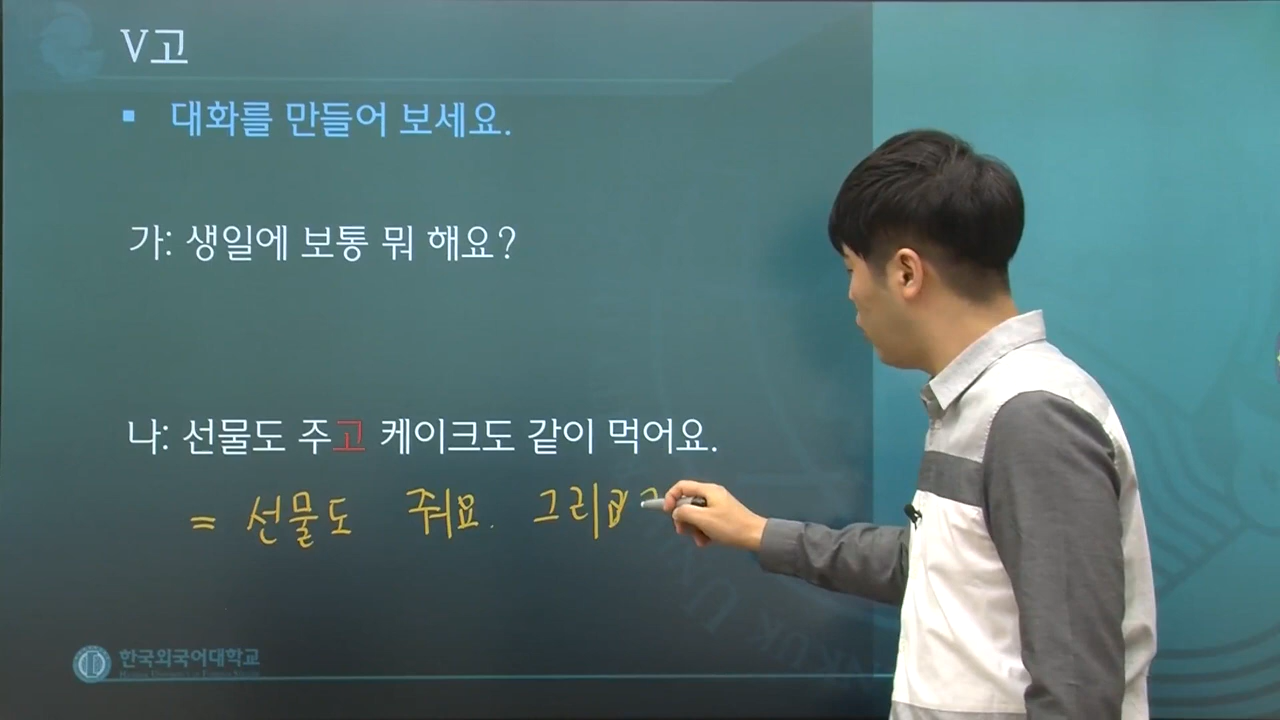 V고
▪ 대화를 만들어 보세요.
가: 생일에 보통 뭐 해요?
나: 선물도 주고 케이크도 같이 먹어요.
= 선물도 줘요. 그리고
한국외국어대학교